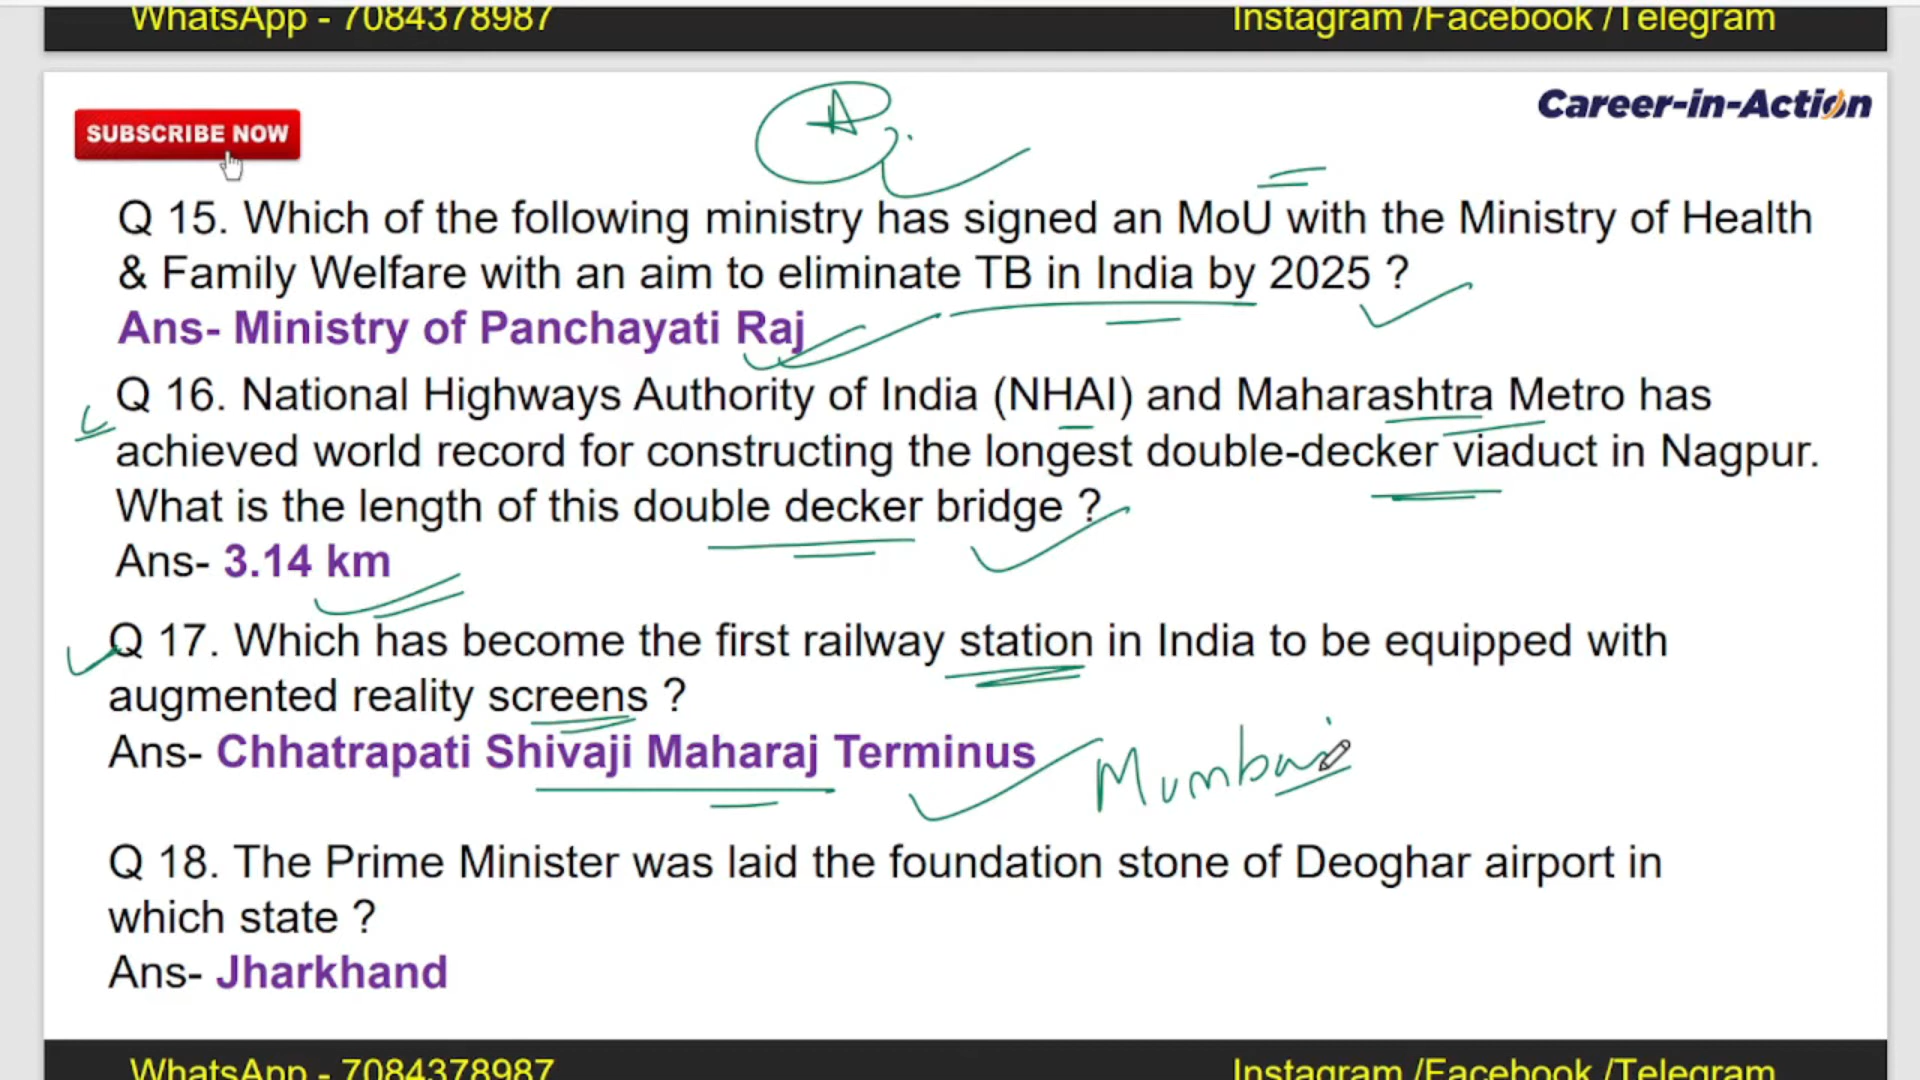 WhatsApp - 7084378987 Instagram /Facebook /Telegram
Career-in-Action
SUBSCRIBE NOW
A
Q 15. Which of the following ministry has signed an MoU with the Ministry of Health
& Family Welfare with an aim to eliminate TB in India by 2025 ?
Ans- Ministry of Panchayati Raj
Q 16. National Highways Authority of India (NHAI) and Maharashtra Metro has
achieved world record for constructing the longest double-decker viaduct in Nagpur.
What is the length of this double decker bridge ?
Ans- 3.14 km
Q 17. Which has become the first railway station in India to be equipped with
augmented reality screens ?
Ans- Chhatrapati Shivaji Maharaj Terminus
Mumbai
Q 18. The Prime Minister was laid the foundation stone of Deoghar airport in
which state ?
Ans- Jharkhand
WhatsApp - 7084378987 Instagram /Facebook /Telegram